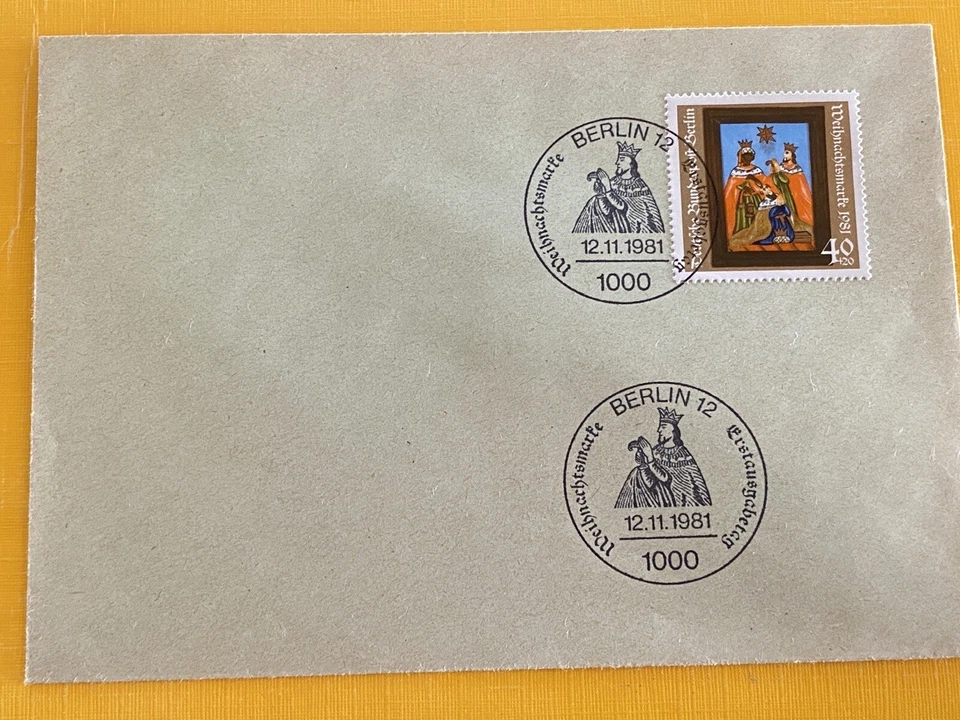 BERLIN 12
Weihnachtsmarke
12.11.1981
1000
Deutsche Bundespost Berlin
Weihnachtsmarke 1981
40
+20
BERLIN 12
Weihnachtsmarke
Erstausgabetag
12.11.1981
1000